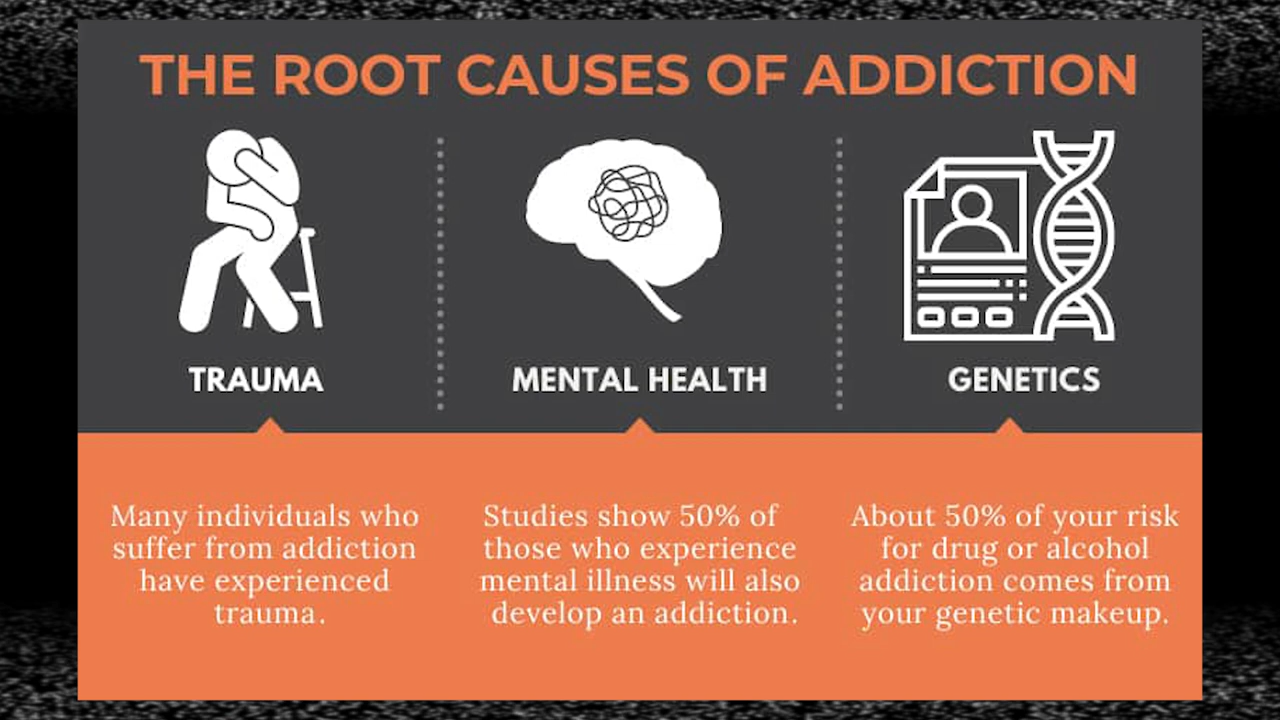 THE ROOT CAUSES OF ADDICTION
TRAUMA
Many individuals who
suffer from addiction
have experienced
trauma.
MENTAL HEALTH
Studies show 50% of
those who experience
mental illness will also
develop an addiction.
GENETICS
About 50% of your risk
for drug or alcohol
addiction comes from
your genetic makeup.